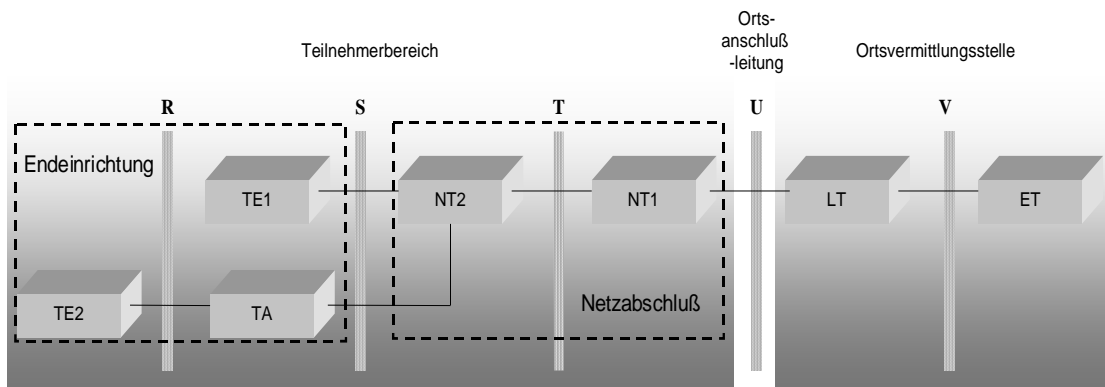 Orts-
anschluß
-leitung
Teilnehmerbereich
Ortsvermittlungsstelle
R
S
T
U
V
Endeinrichtung
TE1
NT2
NT1
LT
ET
TE2
TA
Netzabschluß